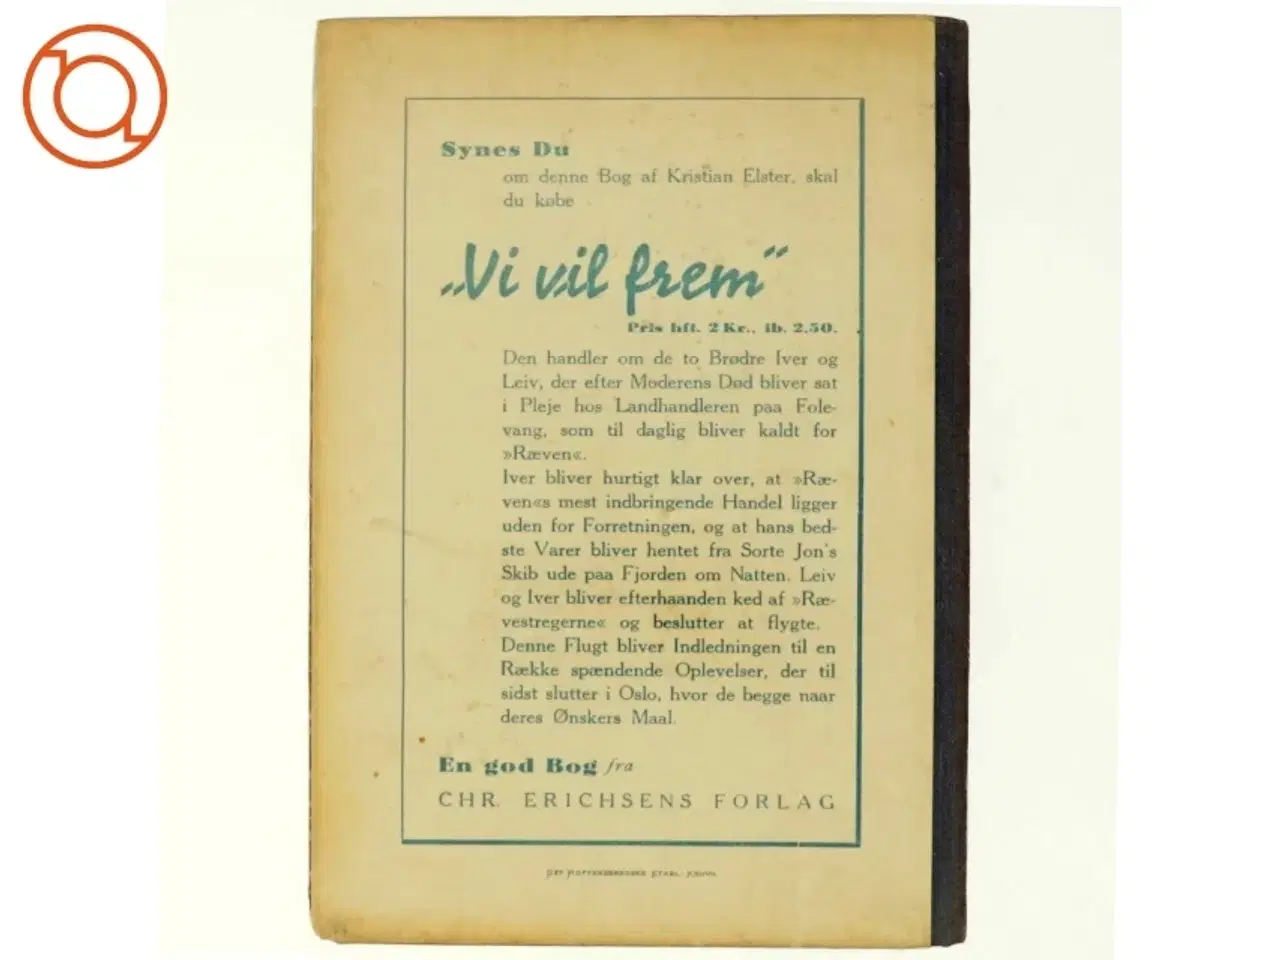 Synes Du
om denne Bog af Kristian Elster, skal
du købe
„Vi vil frem”
Pris hft. 2 Kr., ib. 2.50.
Den handler om de to Brødre Iver og
Leiv, der efter Moderens Død bliver sat
i Pleje hos Landhandleren paa Fole-
vang, som til daglig bliver kaldt for
»Ræven«.
Iver bliver hurtigt klar over, at »Ræ-
ven«s mest indbringende Handel ligger
uden for Forretningen, og at hans bed-
ste Varer bliver hentet fra Sorte Jon's
Skib ude paa Fjorden om Natten. Leiv
og Iver bliver efterhaanden ked af »Ræ-
vestregerne« og beslutter at flygte.
Denne Flugt bliver Indledningen til en
Række spændende Oplevelser, der til
sidst slutter i Oslo, hvor de begge naar
deres Ønskers Maal.
En god Bog fra
CHR. ERICHSENS FORLAG